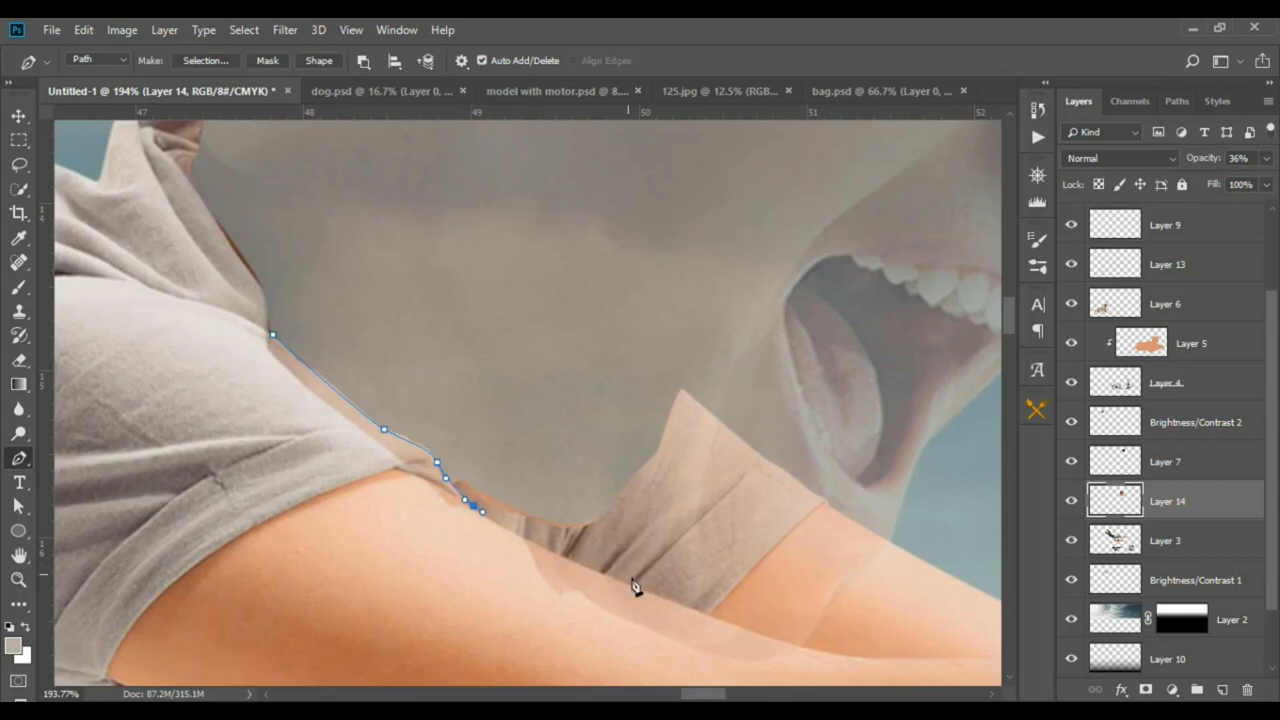 Ps File Edit Image Layer Type Select Filter 3D View Window Help
Path Make: Selection... Mask Shape Auto Add/Delete Align Edges
Untitled-1 @ 194% (Layer 14, RGB/8#/CMYK) * dog.psd @ 16.7% (Layer 0, ... model with motor.psd @ 8.... 125.jpg @ 12.5% (RGB... bag.psd @ 66.7% (Layer 0, ...
47 48 49 50 51 52
14
15
16
Layers Channels Paths Styles
Kind
Normal Opacity: 36%
Lock: Fill: 100%
Layer 9
Layer 13
Layer 6
Layer 5
Layer 4
Brightness/Contrast 2
Layer 7
Layer 14
Layer 3
Brightness/Contrast 1
Layer 2
Layer 10
193.77% Doc: 87.2M/315.1M